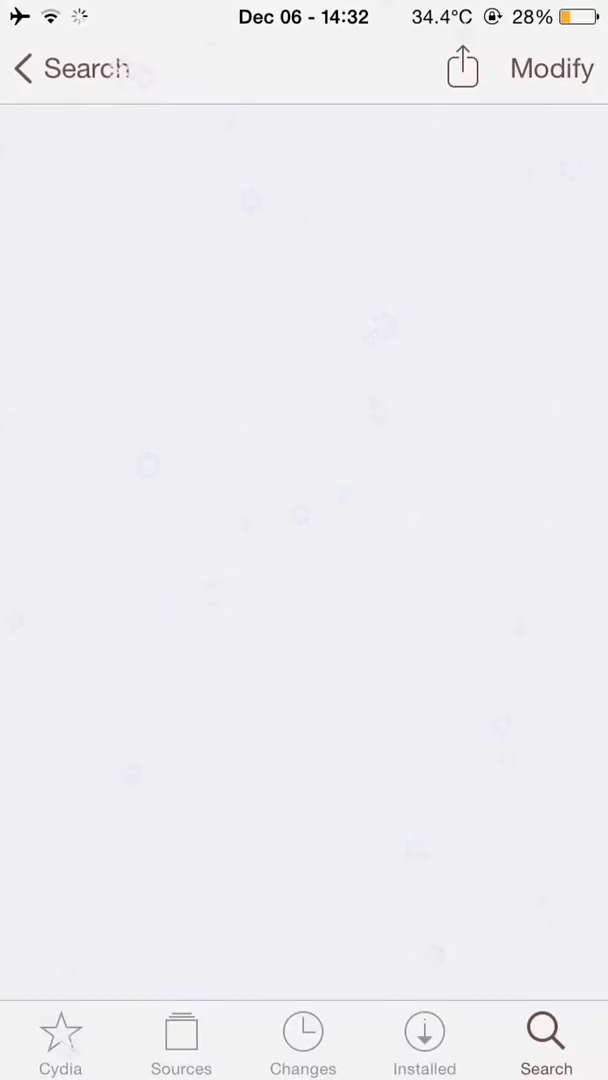 Dec 06 - 14:32 34.4°C 28%
Search Modify
Cydia Sources Changes Installed Search